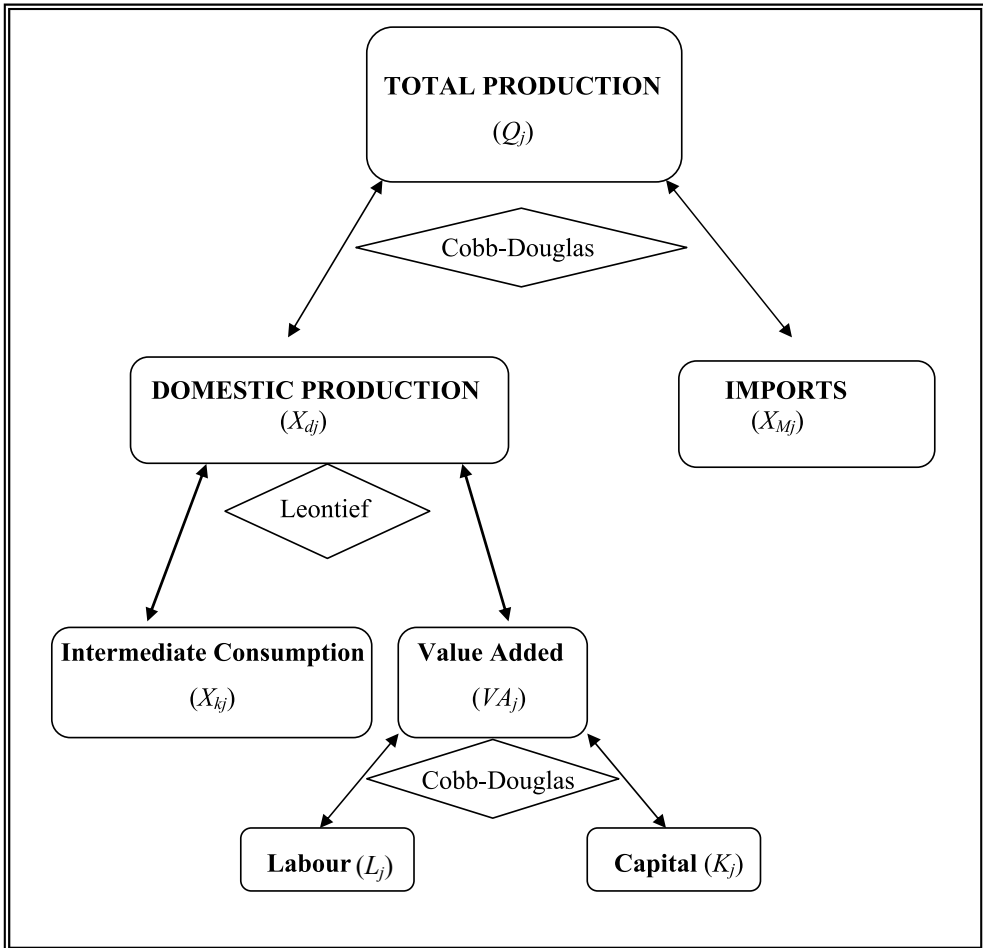 TOTAL PRODUCTION
(Qj)
Cobb-Douglas
DOMESTIC PRODUCTION
(Xdj)
IMPORTS
(XMj)
Leontief
Intermediate Consumption
(Xkj)
Value Added
(VAj)
Cobb-Douglas
Labour (Lj)
Capital (Kj)